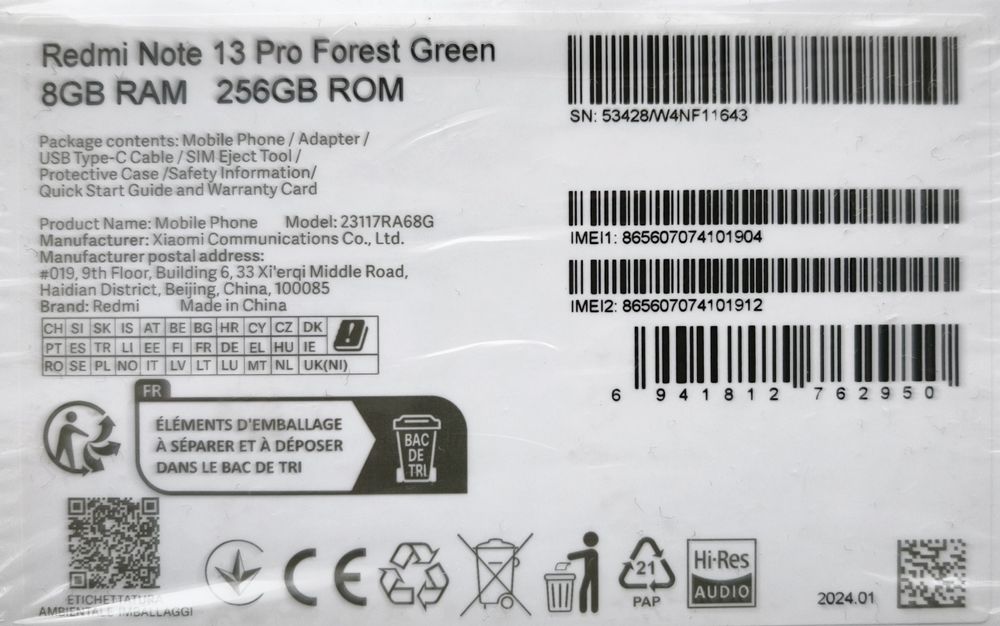 Redmi Note 13 Pro Forest Green
8GB RAM 256GB ROM
Package contents: Mobile Phone / Adapter /
USB Type-C Cable / SIM Eject Tool /
Protective Case /Safety Information/
Quick Start Guide and Warranty Card
Product Name: Mobile Phone Model: 23117RA68G
Manufacturer: Xiaomi Communications Co., Ltd.
Manufacturer postal address:
#019, 9th Floor, Building 6, 33 Xi'erqi Middle Road,
Haidian District, Beijing, China, 100085
Brand: Redmi Made in China
CH SI SK IS AT BE BG HR CY CZ DK
PT ES TR LI EE FI FR DE EL HU IE
RO SE PL NO IT LV LT LU MT NL UK(NI)
SN: 53428/W4NF11643
IMEI1: 865607074101904
IMEI2: 865607074101912
6 941812 762950
FR
ÉLÉMENTS D'EMBALLAGE
À SÉPARER ET À DÉPOSER
DANS LE BAC DE TRI
BAC
DE
TRI
ETICHETTATURA
AMBIENTALE IMBALLAGGI
CE
21
PAP
Hi-Res
AUDIO
2024.01